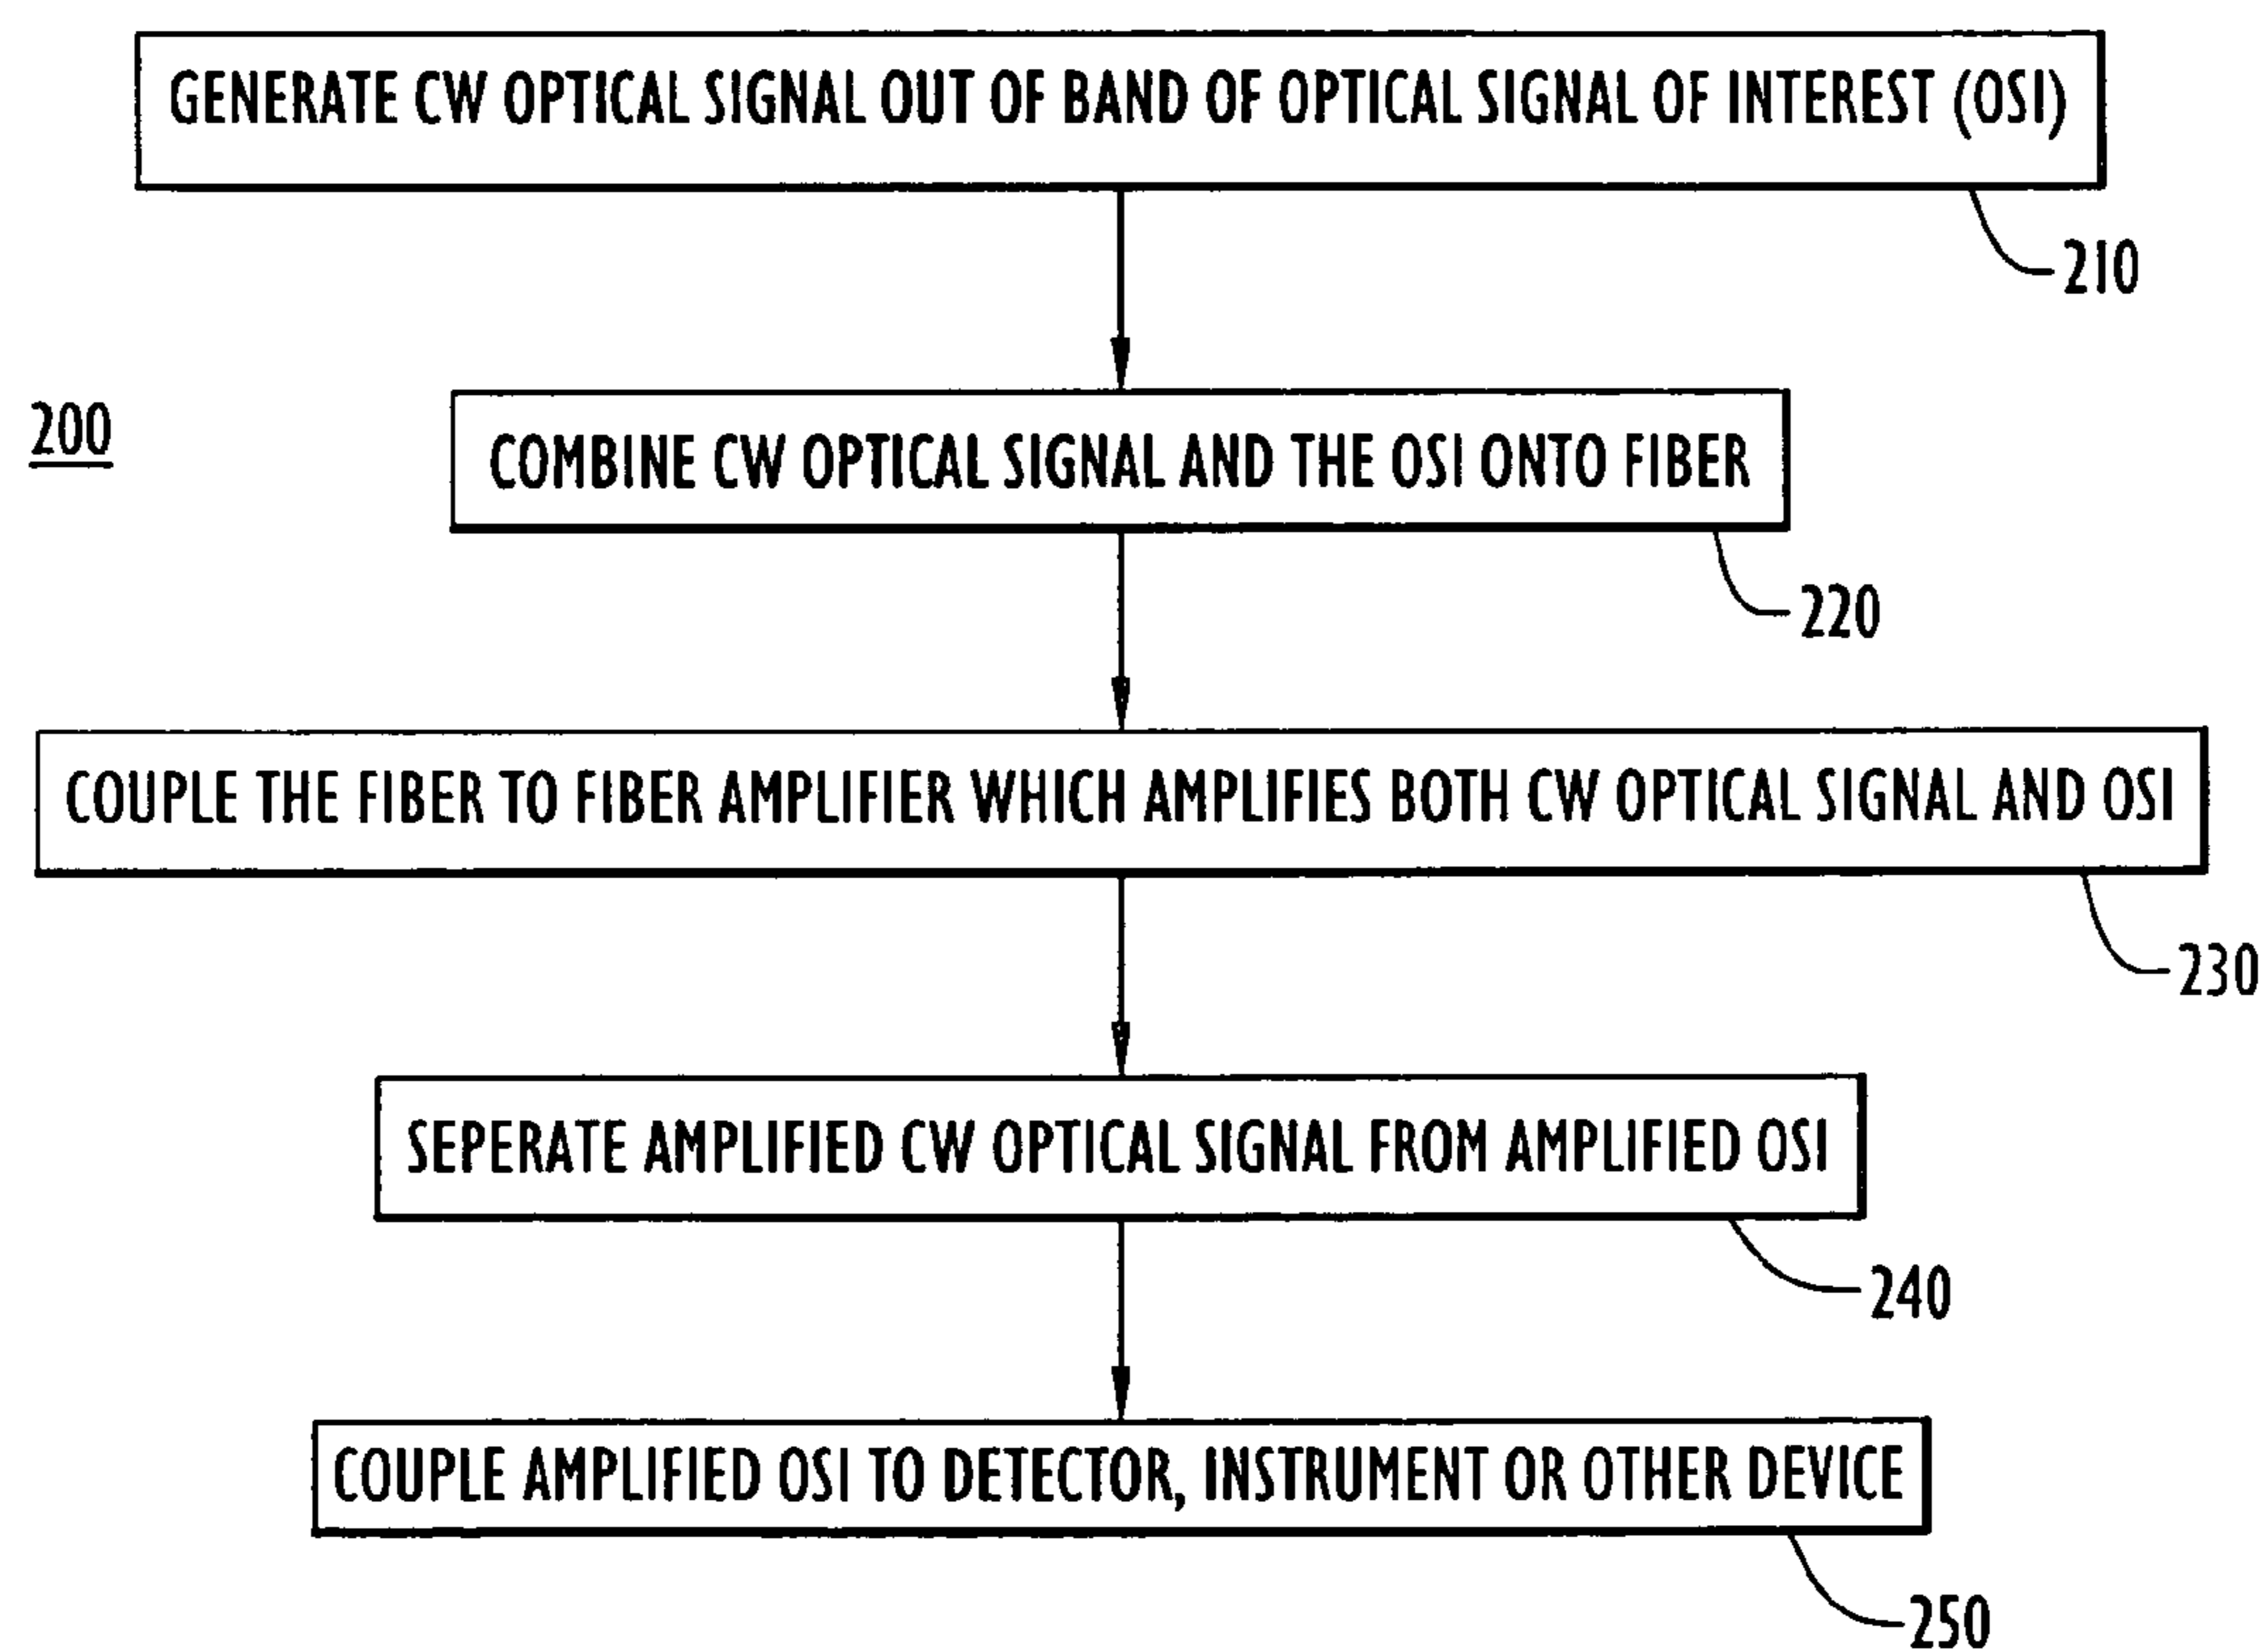 GENERATE CW OPTICAL SIGNAL OUT OF BAND OF OPTICAL SIGNAL OF INTEREST (OSI)
210
200
COMBINE CW OPTICAL SIGNAL AND THE OSI ONTO FIBER
220
COUPLE THE FIBER TO FIBER AMPLIFIER WHICH AMPLIFIES BOTH CW OPTICAL SIGNAL AND OSI
230
SEPERATE AMPLIFIED CW OPTICAL SIGNAL FROM AMPLIFIED OSI
240
COUPLE AMPLIFIED OSI TO DETECTOR, INSTRUMENT OR OTHER DEVICE
250